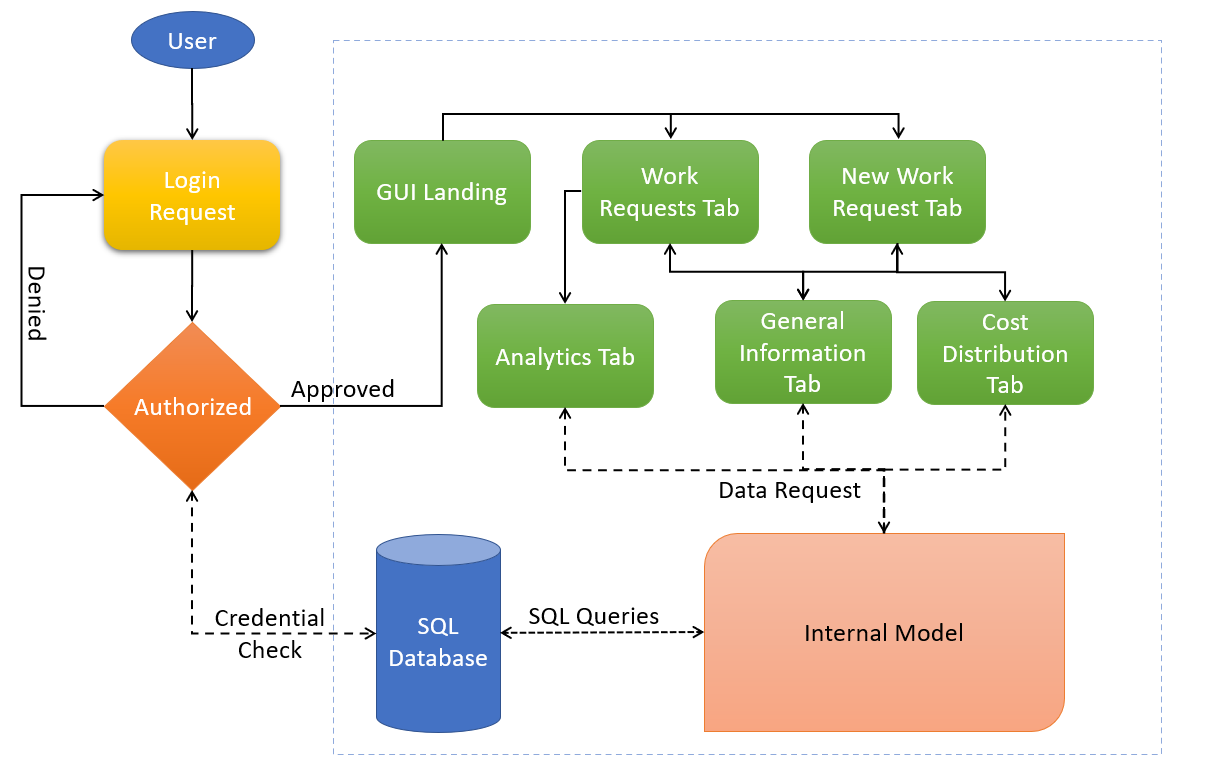 User
Login
Request
GUI Landing
Work
Requests Tab
New Work
Request Tab
Denied
Analytics Tab
General
Information
Tab
Cost
Distribution
Tab
Approved
Authorized
Data Request
Credential
Check
SQL
Database
SQL Queries
Internal Model